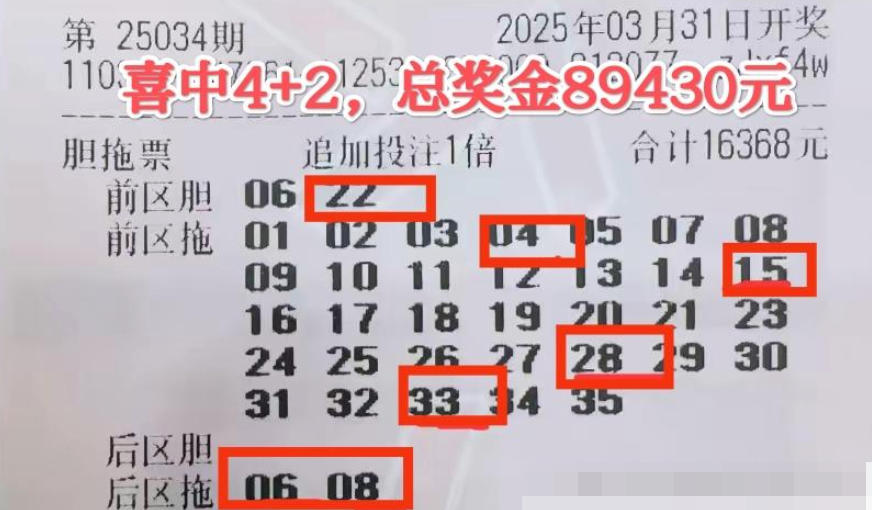 第 25034期
2025年03月31日开奖
喜中4+2，总奖金89430元
胆拖票 追加投注1倍 合计16368元
前区胆 06 22
前区拖 01 02 03 04 05 07 08
09 10 11 12 13 14 15
16 17 18 19 20 21 23
24 25 26 27 28 29 30
31 32 33 34 35
后区胆
后区拖 06 08